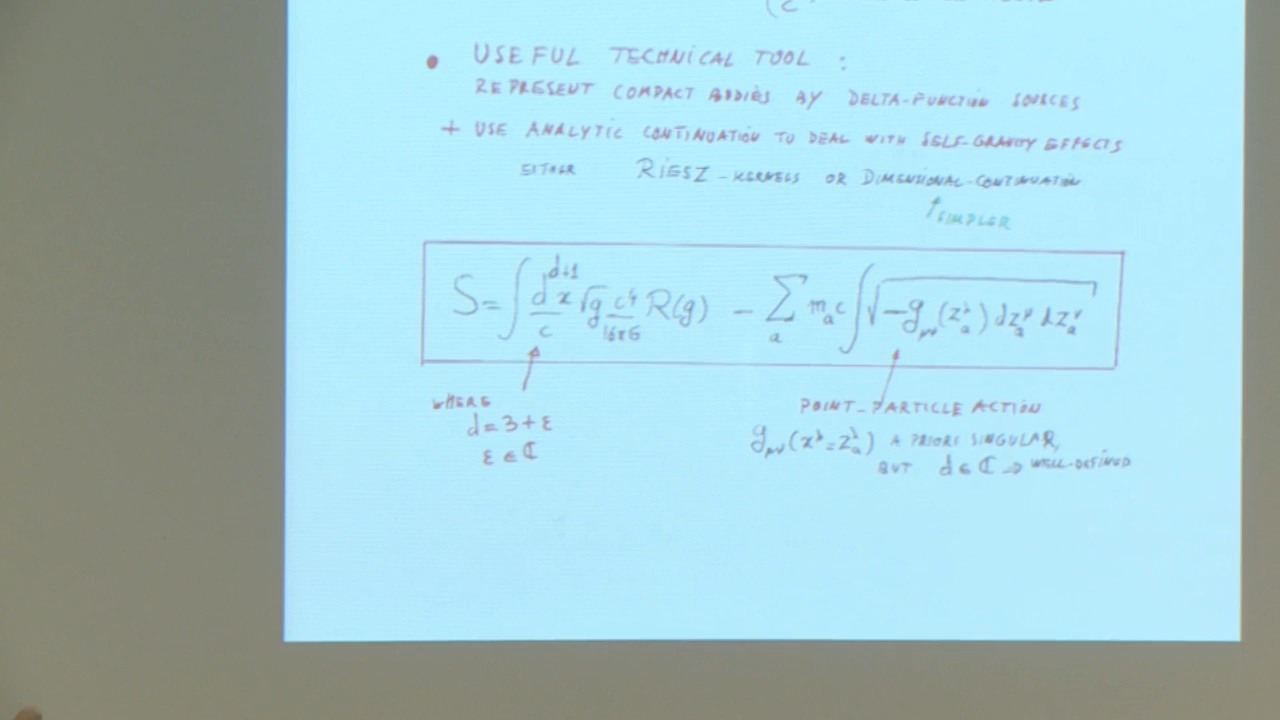 • USEFUL TECHNICAL TOOL :
REPRESENT COMPACT BODIES BY DELTA-FUNCTION SOURCES
+ USE ANALYTIC CONTINUATION TO DEAL WITH SELF-GRAVITY EFFECTS
EITHER RIESZ-KERNELS OR DIMENSIONAL-CONTINUATION
↑ SIMPLER
S = ∫ d^{d+1}x/c √g c⁴/16πG R(g) − ∑_a m_a c ∫ √−g_{μν}(z_a^λ) dz_a^μ dz_a^ν
WHERE
d = 3 + ε
ε ∈ ℂ
POINT-PARTICLE ACTION
g_{μν}(x^λ = z_a^λ) A PRIORI SINGULAR,
BUT d ∈ ℂ → WELL-DEFINED